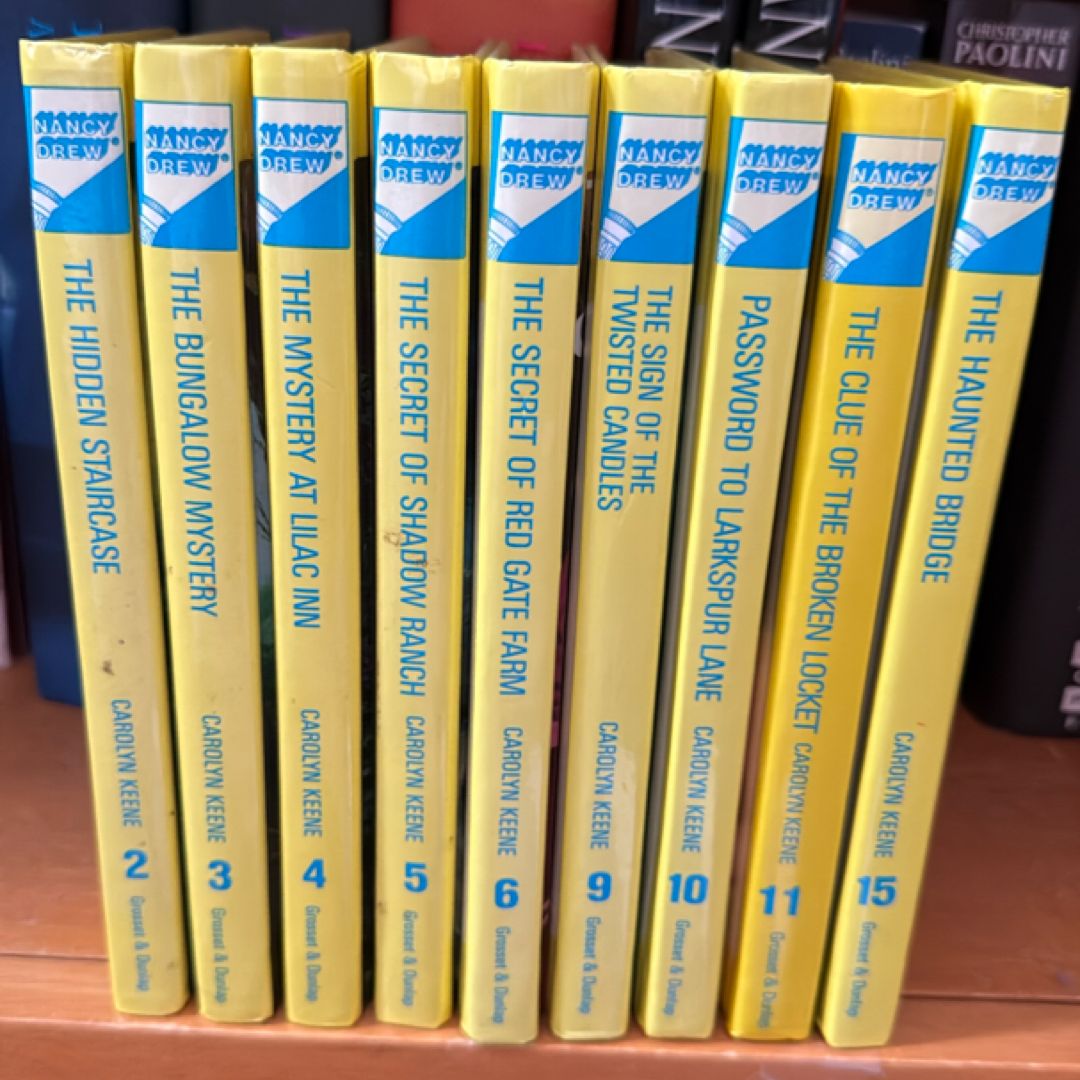 NANCY
DREW®
THE HIDDEN STAIRCASE
CAROLYN KEENE
2
Grosset & Dunlap
NANCY
DREW®
THE BUNGALOW MYSTERY
CAROLYN KEENE
3
Grosset & Dunlap
NANCY
DREW®
THE MYSTERY AT LILAC INN
CAROLYN KEENE
4
Grosset & Dunlap
NANCY
DREW®
THE SECRET OF SHADOW RANCH
CAROLYN KEENE
5
Grosset & Dunlap
NANCY
DREW®
THE SECRET OF RED GATE FARM
CAROLYN KEENE
6
Grosset & Dunlap
NANCY
DREW®
THE SIGN OF THE
TWISTED CANDLES
CAROLYN KEENE
9
Grosset & Dunlap
NANCY
DREW®
PASSWORD TO LARKSPUR LANE
CAROLYN KEENE
10
Grosset & Dunlap
NANCY
DREW®
THE CLUE OF THE BROKEN LOCKET
CAROLYN KEENE
11
Grosset & Dunlap
NANCY
DREW®
THE HAUNTED BRIDGE
CAROLYN KEENE
15
Grosset & Dunlap
CHRISTOPHER
PAOLINI